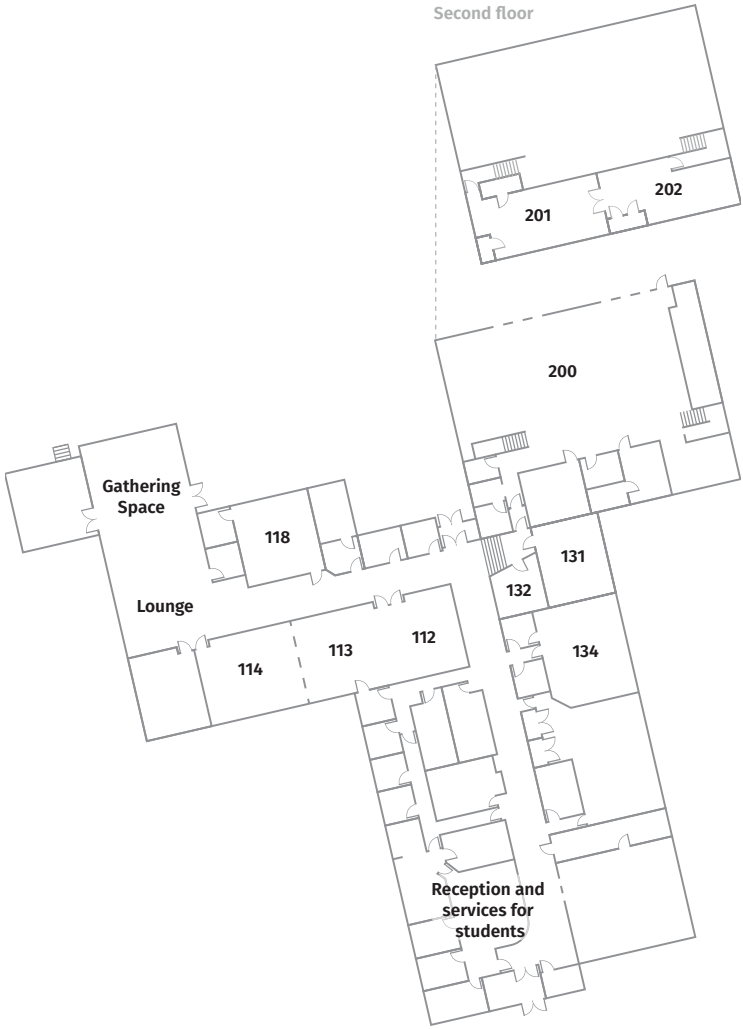 Second floor
202
201
200
Gathering
Space
118
131
132
Lounge
134
112
113
114
Reception and
services for
students